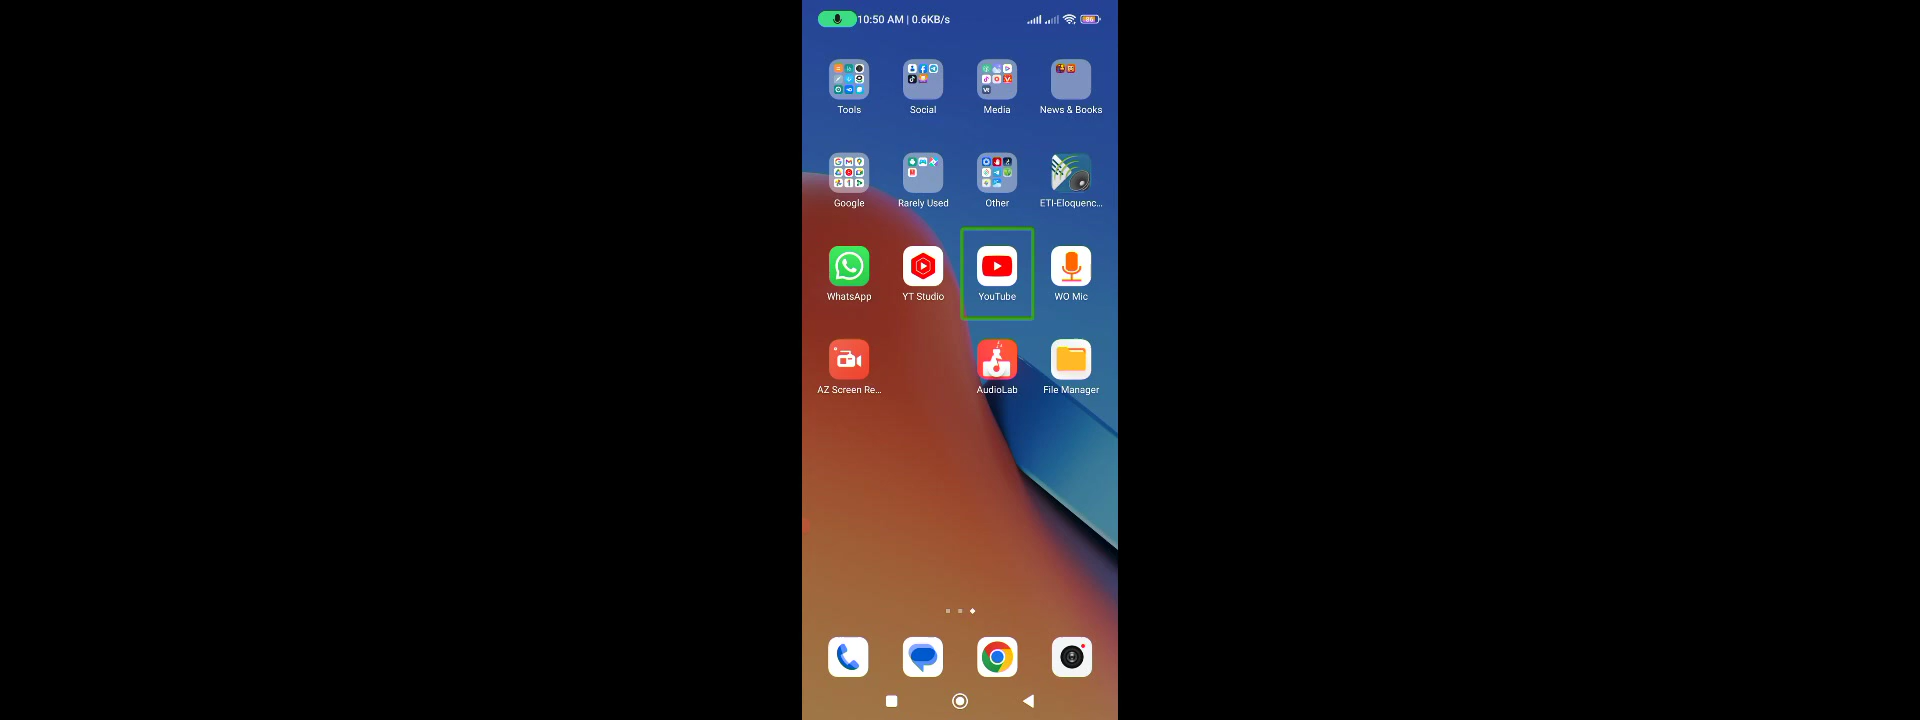 10:50 AM | 0.6KB/s 86
Tools Social Media News & Books
Google Rarely Used Other ETI-Eloquenc...
WhatsApp YT Studio YouTube WO Mic
AZ Screen Re... AudioLab File Manager